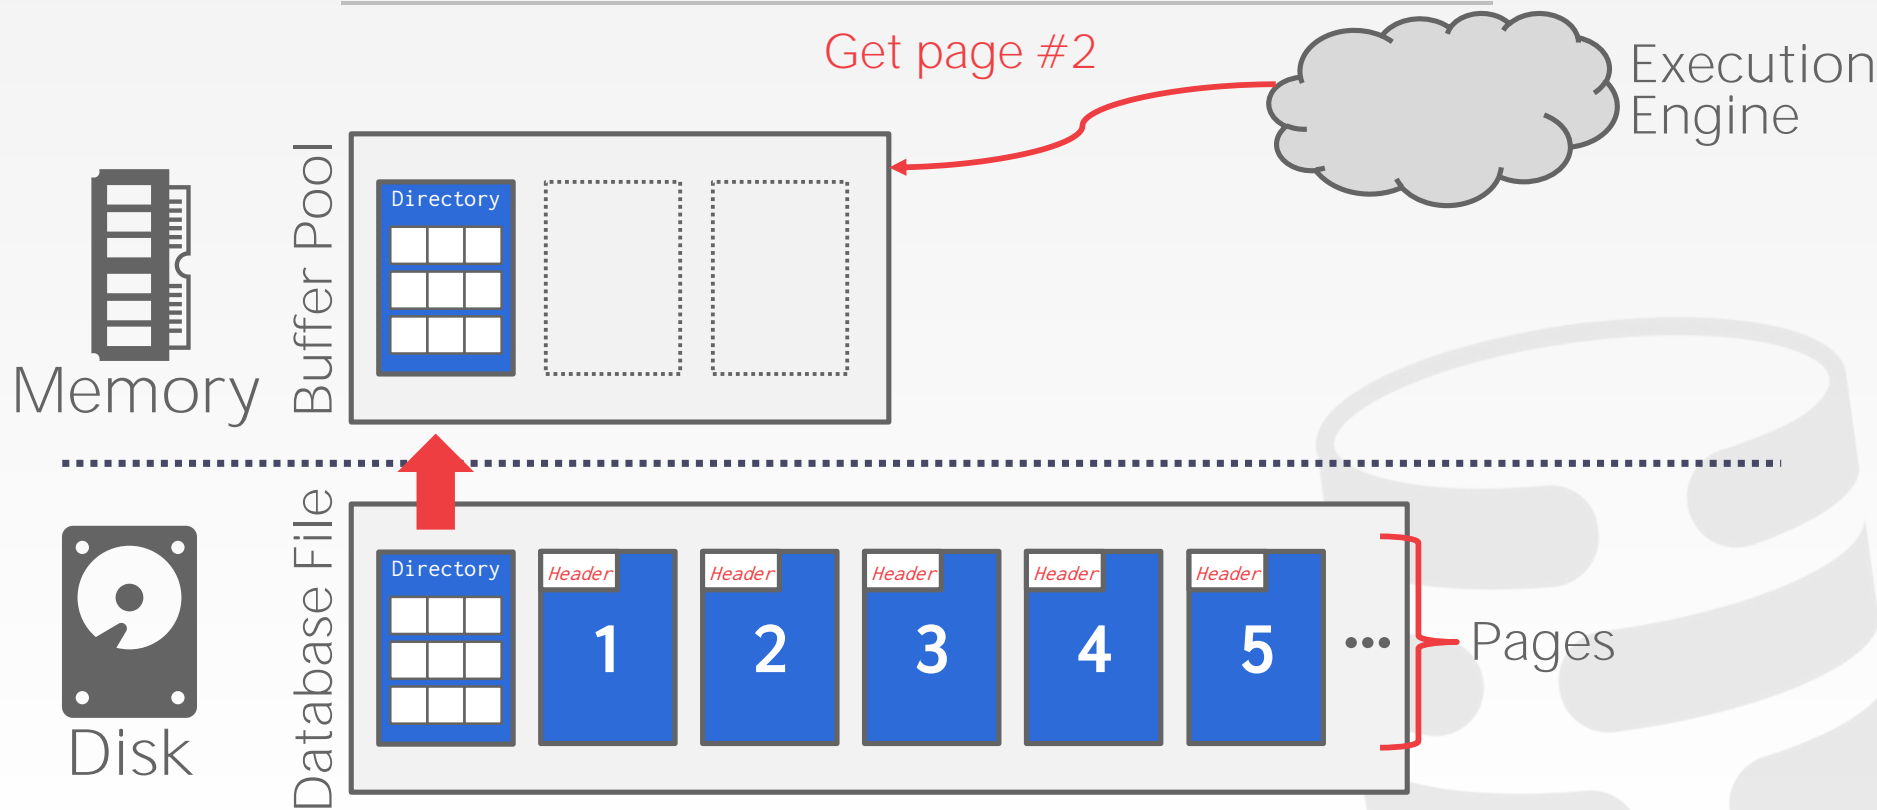 Get page #2
Execution
Engine
Buffer Pool
Directory
Memory
Database File
Directory
Header
1
Header
2
Header
3
Header
4
Header
5
...
Pages
Disk